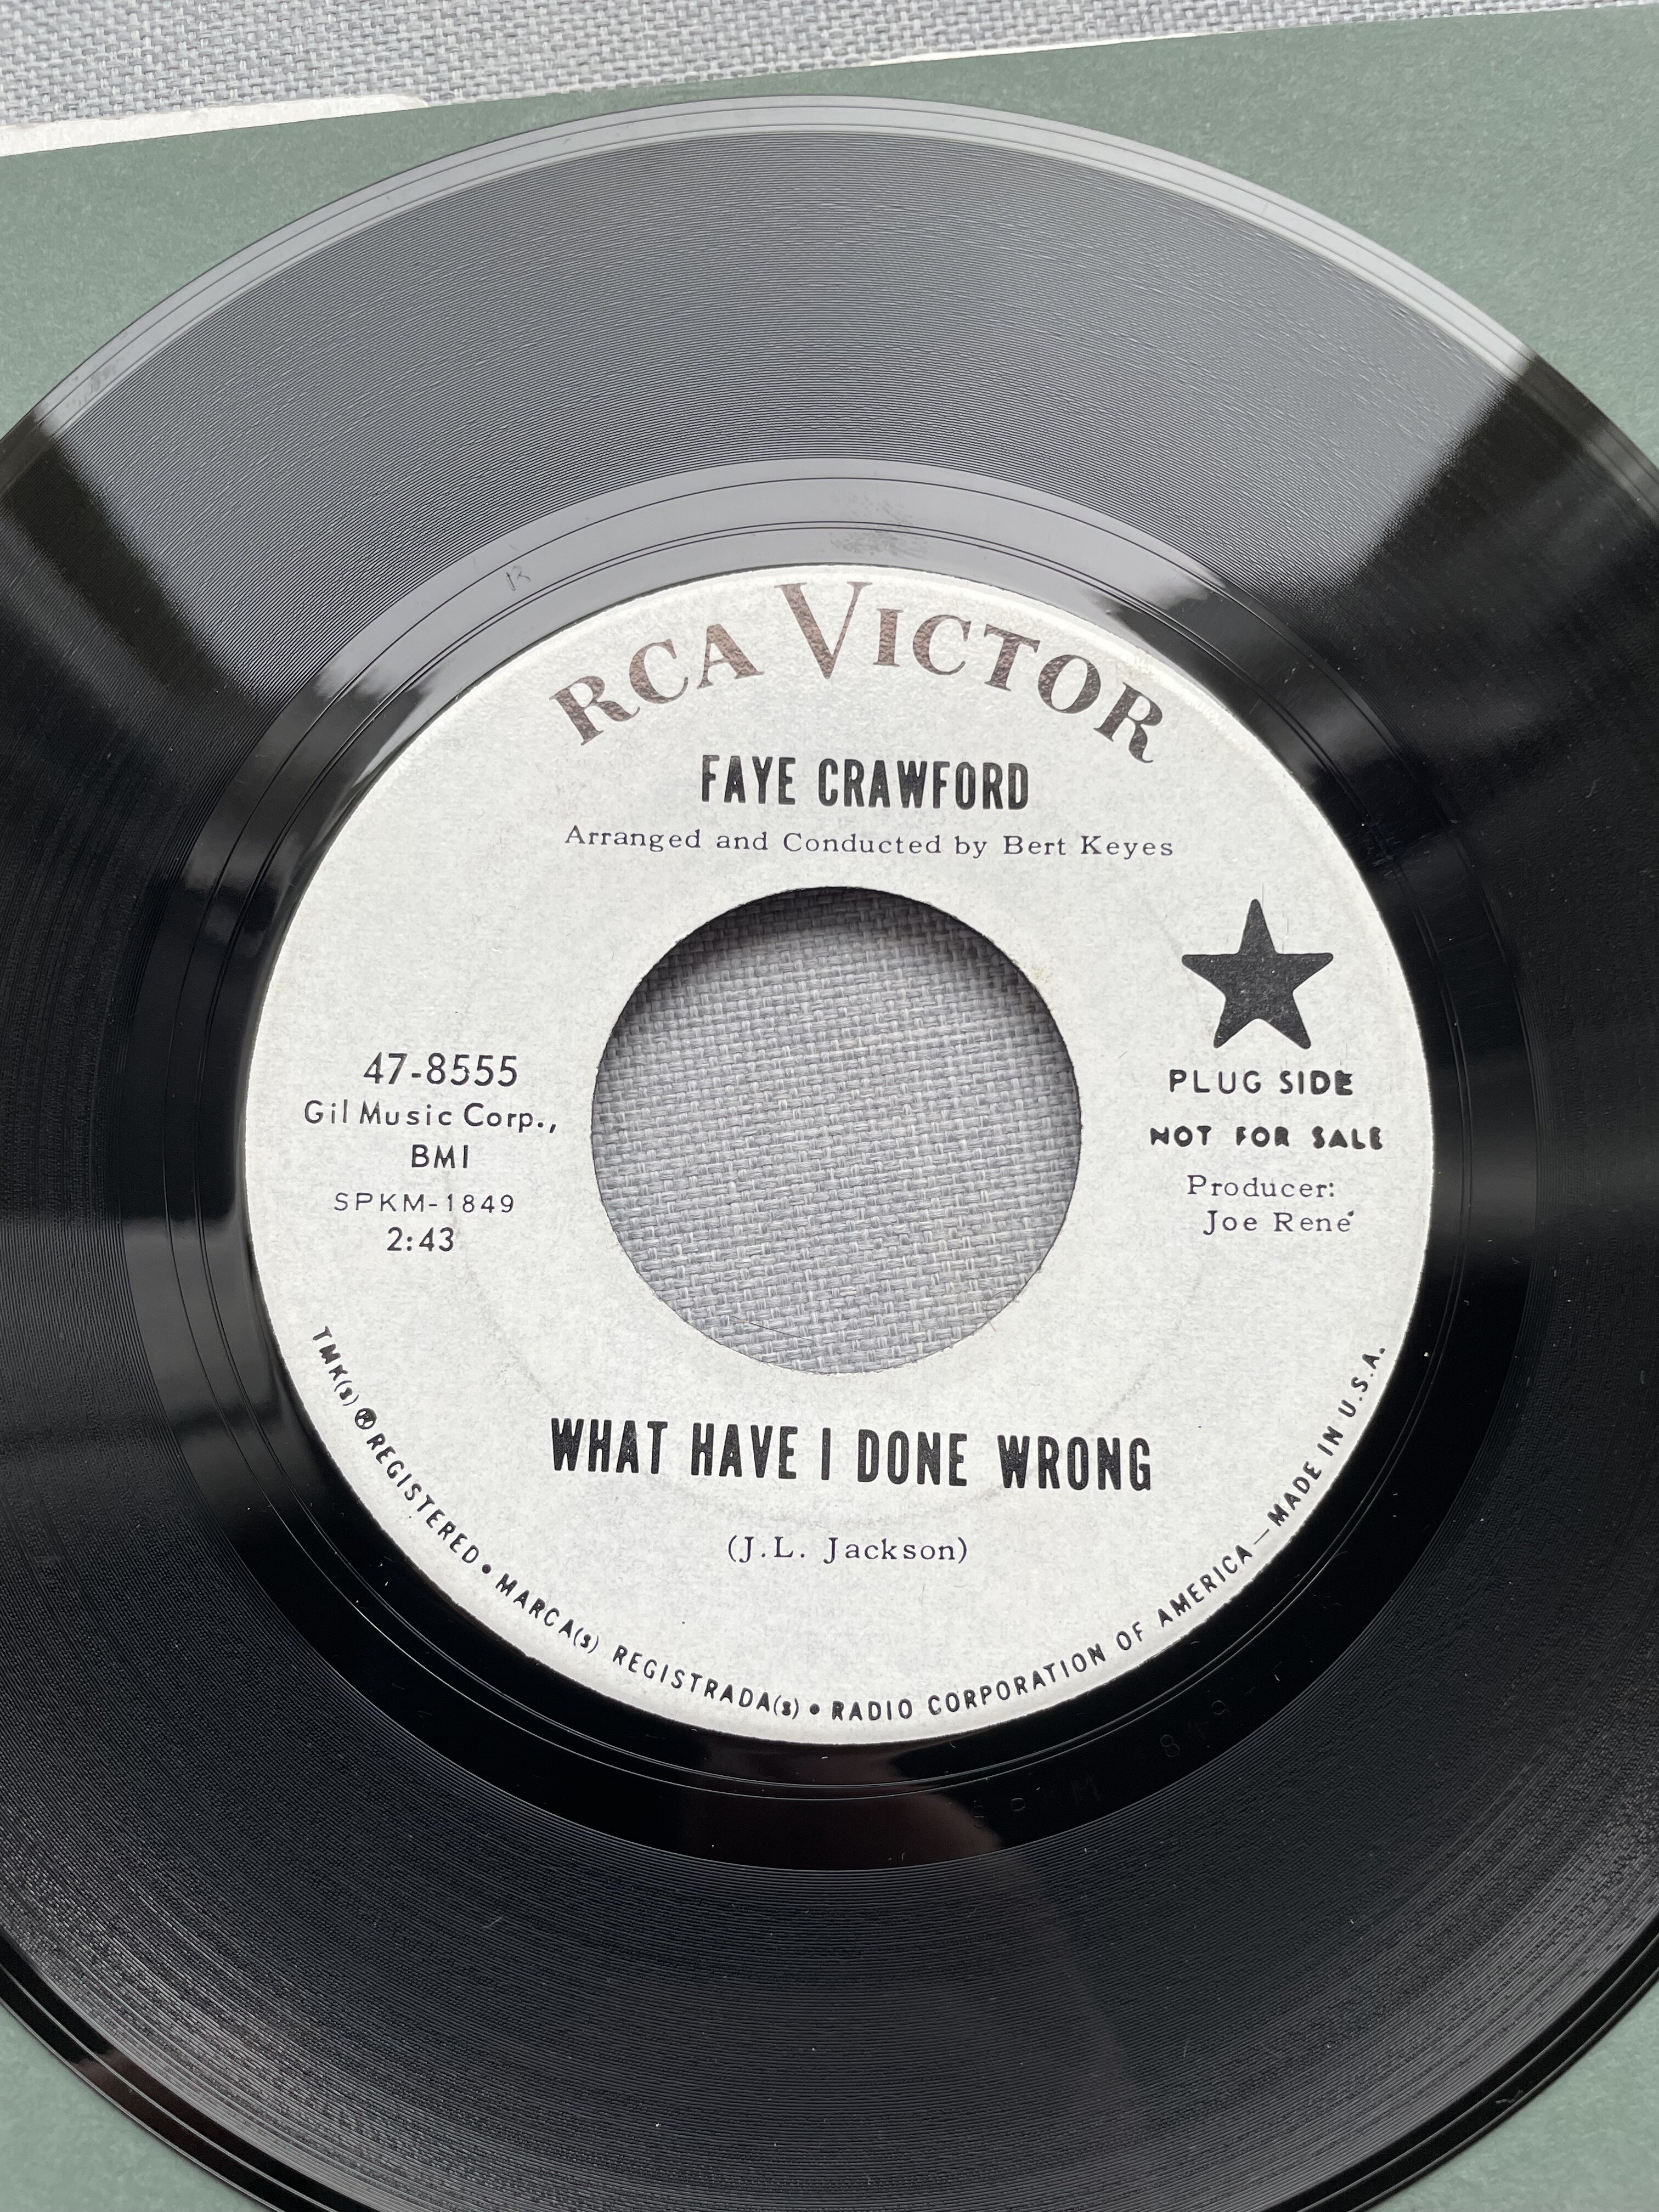 RCA VICTOR
FAYE CRAWFORD
Arranged and Conducted by Bert Keyes
47-8555
Gil Music Corp.,
BMI
SPKM-1849
2:43
PLUG SIDE
NOT FOR SALE
Producer:
Joe René
WHAT HAVE I DONE WRONG
(J.L. Jackson)
TMK(s) ® REGISTERED • MARCA(s) REGISTRADA(s) • RADIO CORPORATION OF AMERICA — MADE IN U.S.A.